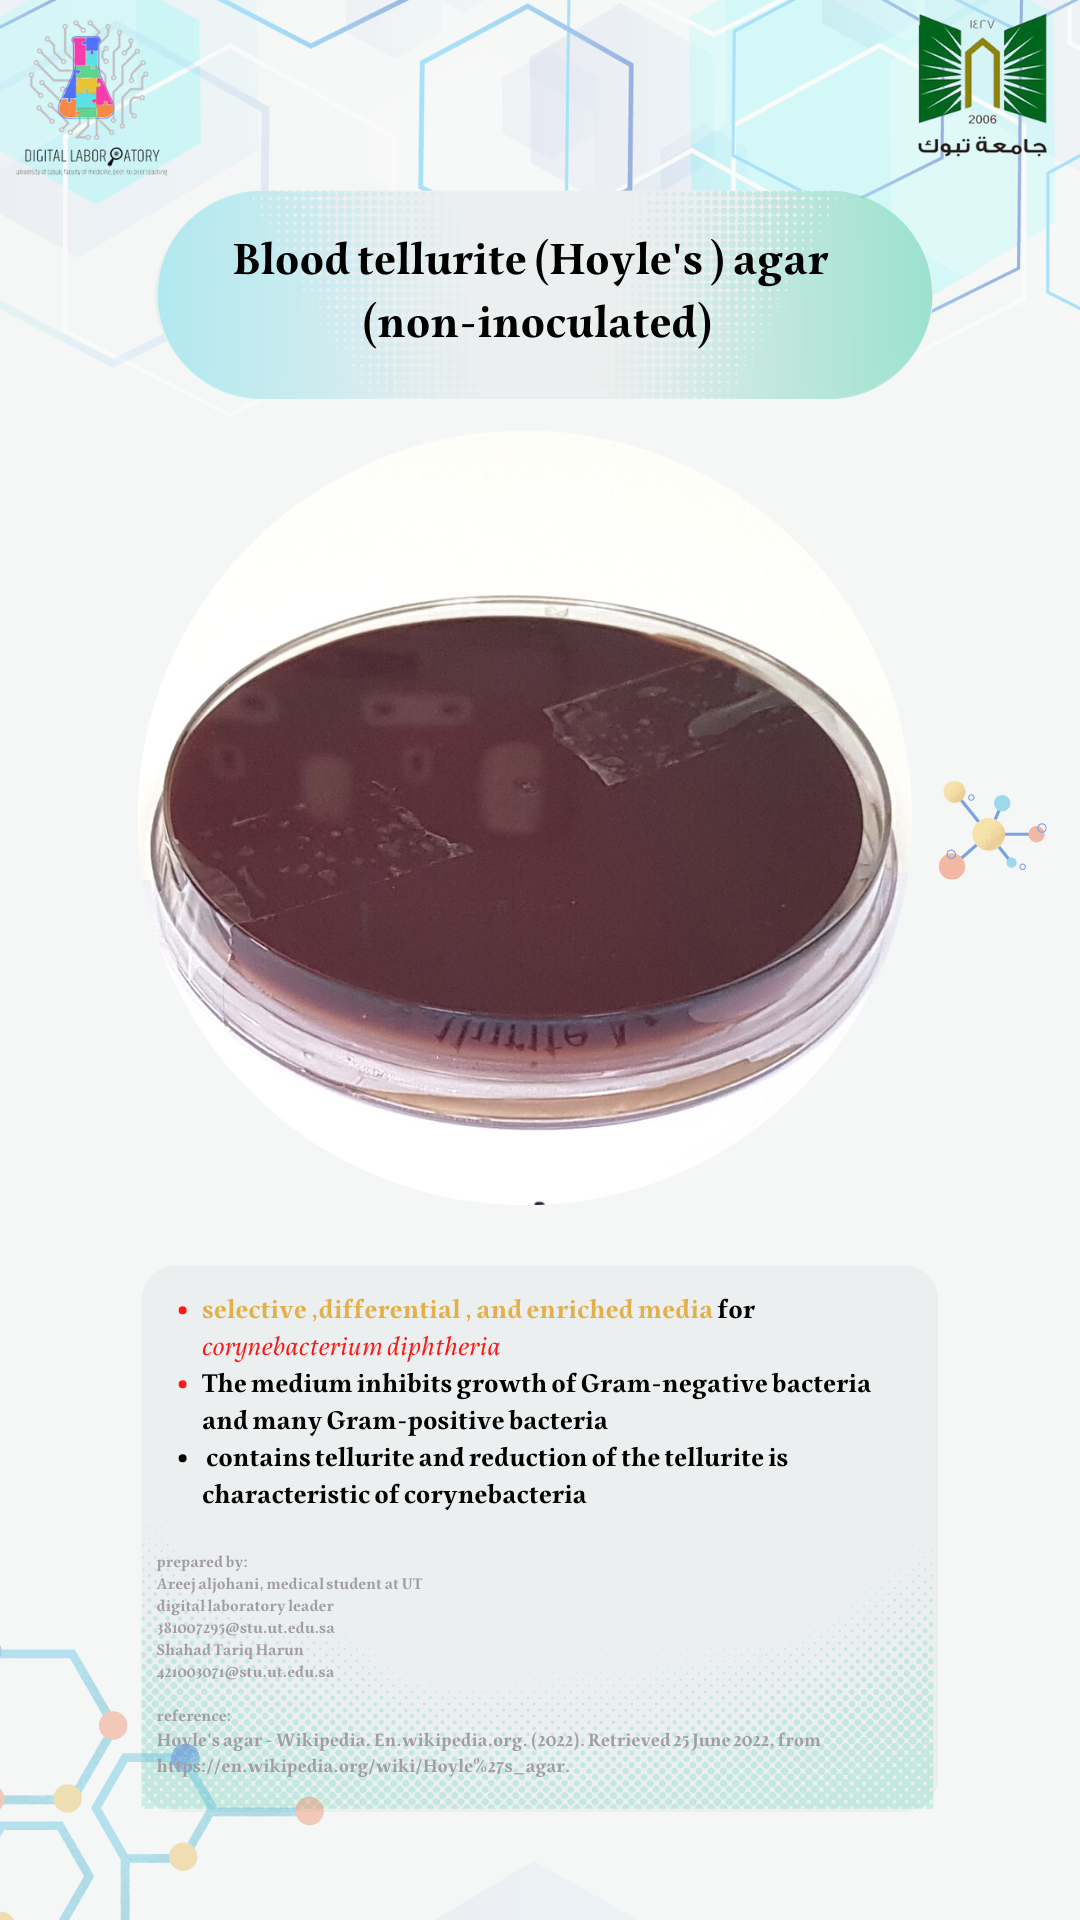 DIGITAL LABORATORY
university of tabuk, faculty of medicine, peer-to-peer teaching
١٤٢٧
2006
جامعة تبوك
Blood tellurite (Hoyle's ) agar
(non-inoculated)
llurite A
selective ,differential , and enriched media for
corynebacterium diphtheria
The medium inhibits growth of Gram-negative bacteria
and many Gram-positive bacteria
contains tellurite and reduction of the tellurite is
characteristic of corynebacteria
prepared by:
Areej aljohani, medical student at UT
digital laboratory leader
381007295@stu.ut.edu.sa
Shahad Tariq Harun
421003071@stu.ut.edu.sa
reference:
Hoyle's agar - Wikipedia. En.wikipedia.org. (2022). Retrieved 25 June 2022, from
https://en.wikipedia.org/wiki/Hoyle%27s_agar.